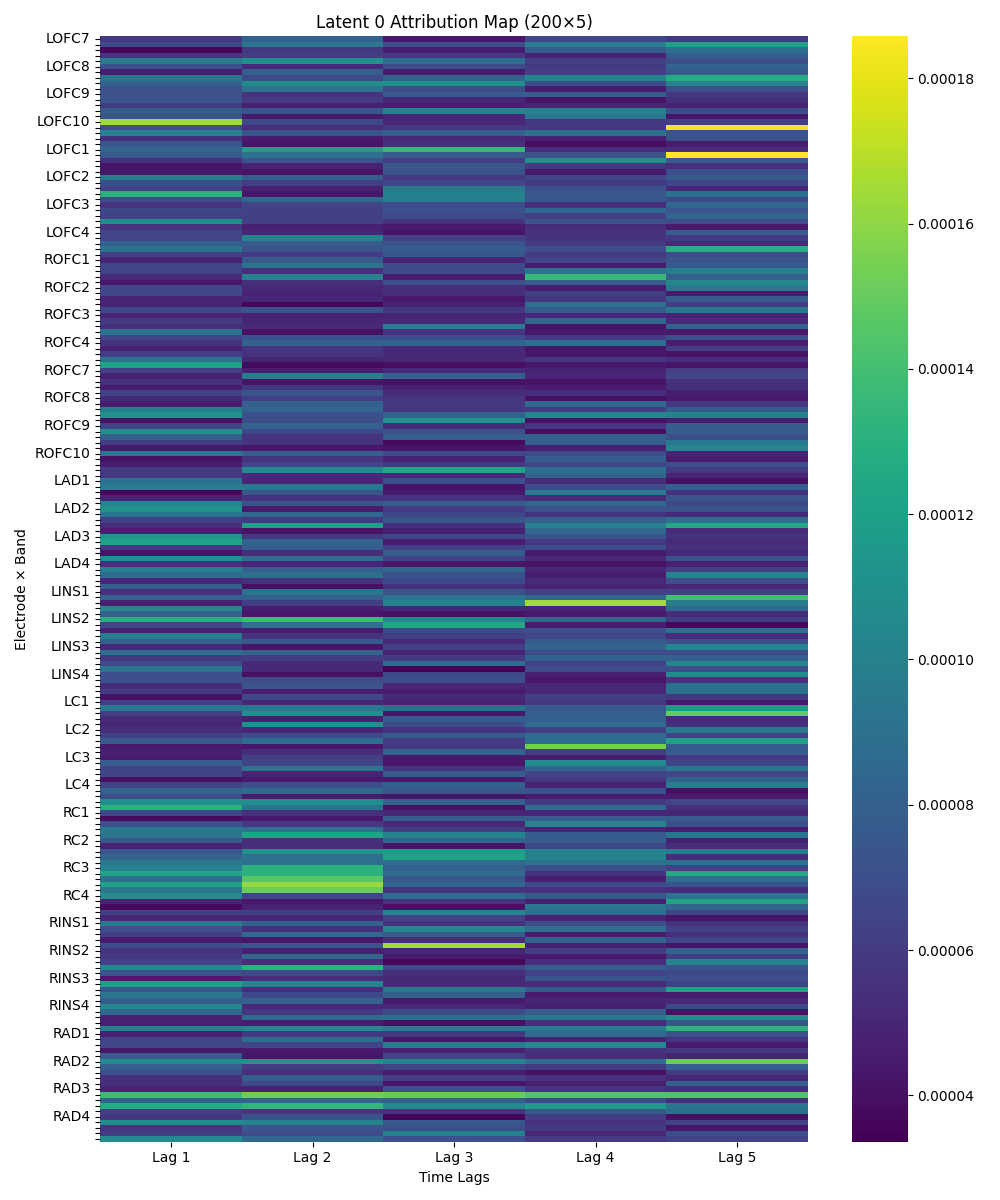 Latent 0 Attribution Map (200×5)
LOFC7
LOFC8
LOFC9
LOFC10
LOFC1
LOFC2
LOFC3
LOFC4
ROFC1
ROFC2
ROFC3
ROFC4
ROFC7
ROFC8
ROFC9
ROFC10
LAD1
LAD2
LAD3
LAD4
LINS1
LINS2
LINS3
LINS4
LC1
LC2
LC3
LC4
RC1
RC2
RC3
RC4
RINS1
RINS2
RINS3
RINS4
RAD1
RAD2
RAD3
RAD4
Electrode × Band
Lag 1
Lag 2
Lag 3
Lag 4
Lag 5
Time Lags
0.00018
0.00016
0.00014
0.00012
0.00010
0.00008
0.00006
0.00004